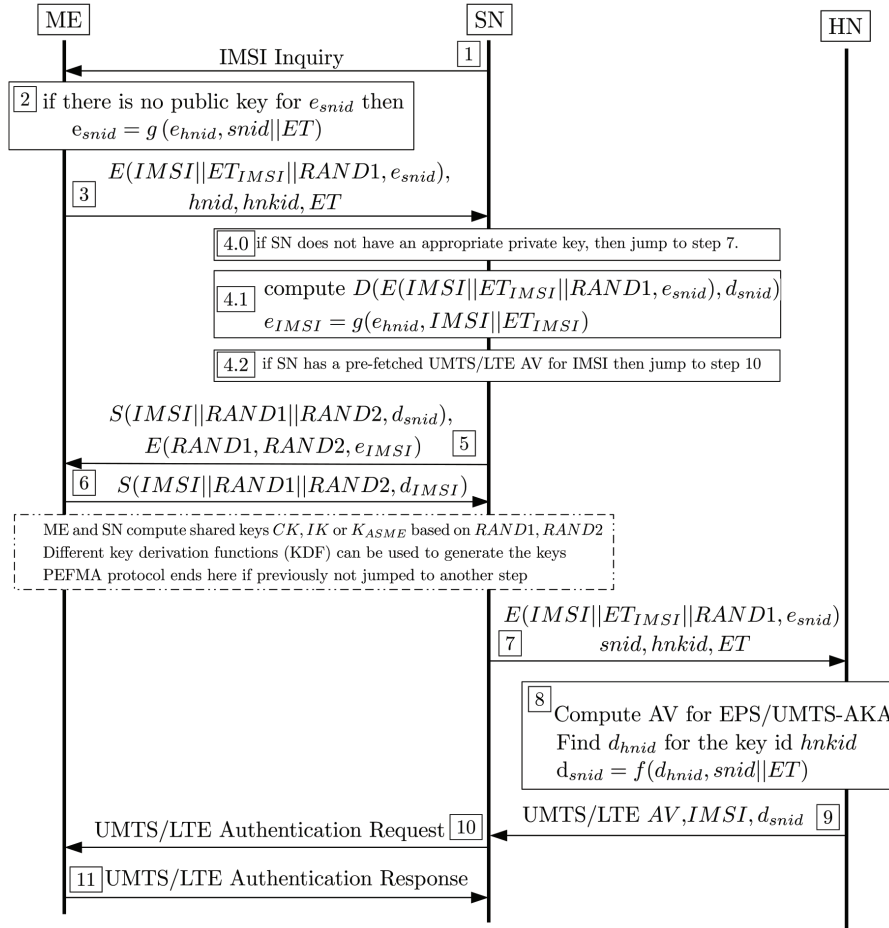 ME
SN
HN
IMSI Inquiry
1
2 if there is no public key for e_snid then
e_snid = g (e_hnid, snid||ET)
E(IMSI||ET_IMSI||RAND1, e_snid),
3
hnid, hnkid, ET
4.0 if SN does not have an appropriate private key, then jump to step 7.
4.1 compute D(E(IMSI||ET_IMSI||RAND1, e_snid), d_snid)
e_IMSI = g(e_hnid, IMSI||ET_IMSI)
4.2 if SN has a pre-fetched UMTS/LTE AV for IMSI then jump to step 10
S(IMSI||RAND1||RAND2, d_snid),
E(RAND1, RAND2, e_IMSI)
5
6 S(IMSI||RAND1||RAND2, d_IMSI)
ME and SN compute shared keys CK, IK or K_ASME based on RAND1, RAND2
Different key derivation functions (KDF) can be used to generate the keys
PEFMA protocol ends here if previously not jumped to another step
E(IMSI||ET_IMSI||RAND1, e_snid)
7 snid, hnkid, ET
8
Compute AV for EPS/UMTS-AKA
Find d_hnid for the key id hnkid
d_snid = f(d_hnid, snid||ET)
UMTS/LTE AV,IMSI, d_snid 9
UMTS/LTE Authentication Request 10
11 UMTS/LTE Authentication Response